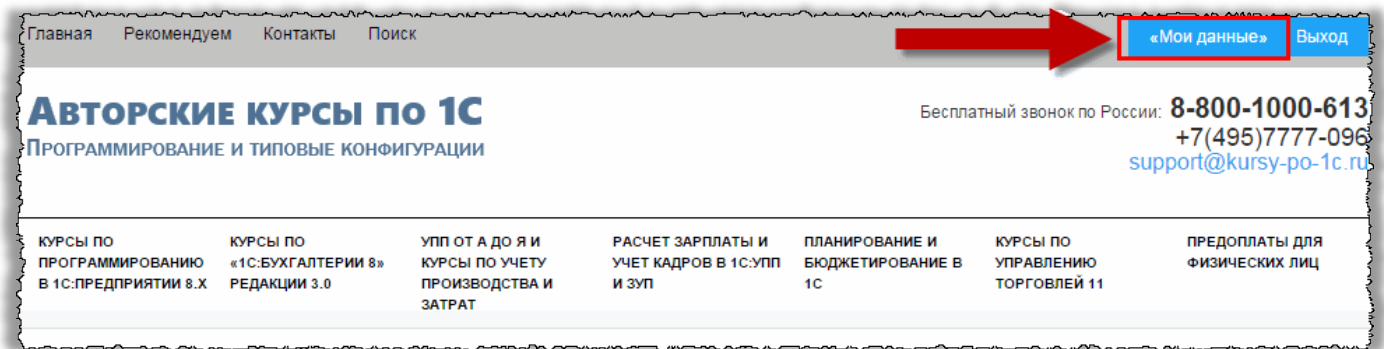 Главная Рекомендуем Контакты Поиск «Мои данные» Выход
Авторские курсы по 1С
Программирование и типовые конфигурации
Бесплатный звонок по России: 8-800-1000-613
+7(495)7777-096
support@kursy-po-1c.ru
КУРСЫ ПО
ПРОГРАММИРОВАНИЮ
В 1С:ПРЕДПРИЯТИИ 8.X
КУРСЫ ПО
«1С:БУХГАЛТЕРИИ 8»
РЕДАКЦИИ 3.0
УПП ОТ А ДО Я И
КУРСЫ ПО УЧЕТУ
ПРОИЗВОДСТВА И
ЗАТРАТ
РАСЧЕТ ЗАРПЛАТЫ И
УЧЕТ КАДРОВ В 1С:УПП
И ЗУП
ПЛАНИРОВАНИЕ И
БЮДЖЕТИРОВАНИЕ В
1С
КУРСЫ ПО
УПРАВЛЕНИЮ
ТОРГОВЛЕЙ 11
ПРЕДОПЛАТЫ ДЛЯ
ФИЗИЧЕСКИХ ЛИЦ